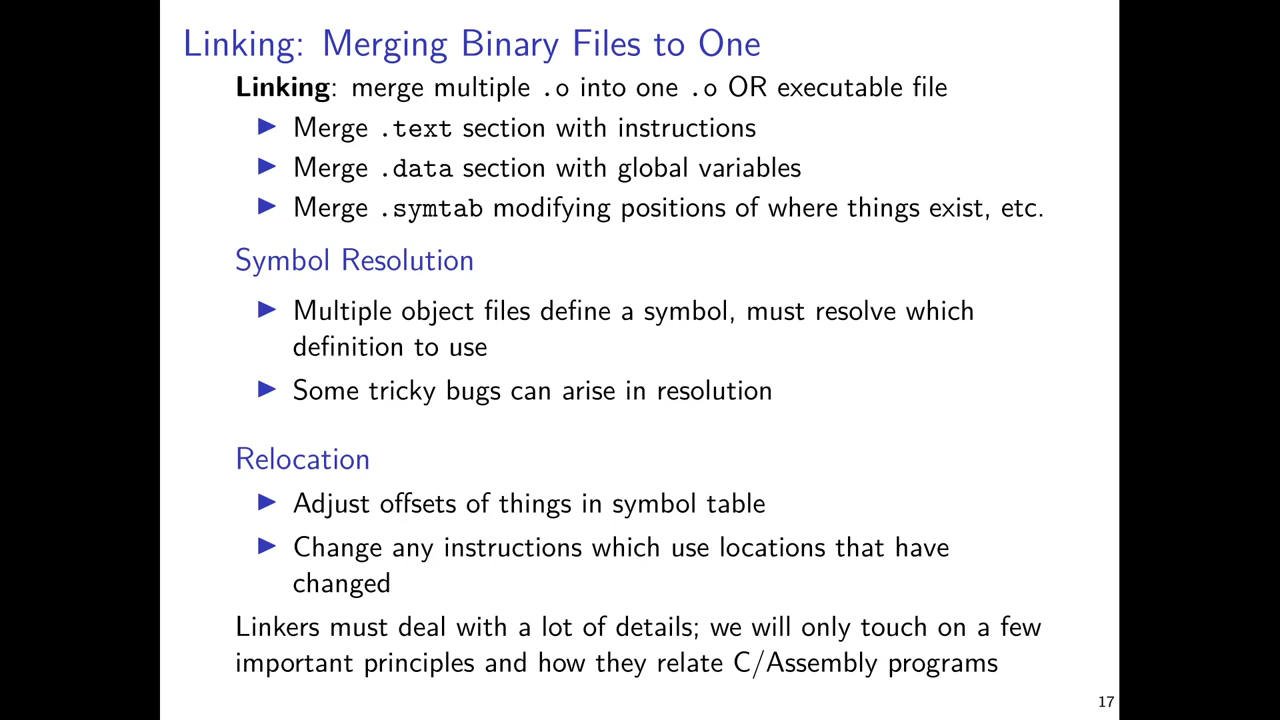 Linking: Merging Binary Files to One
Linking: merge multiple .o into one .o OR executable file
▶ Merge .text section with instructions
▶ Merge .data section with global variables
▶ Merge .symtab modifying positions of where things exist, etc.
Symbol Resolution
▶ Multiple object files define a symbol, must resolve which
definition to use
▶ Some tricky bugs can arise in resolution
Relocation
▶ Adjust offsets of things in symbol table
▶ Change any instructions which use locations that have
changed
Linkers must deal with a lot of details; we will only touch on a few
important principles and how they relate C/Assembly programs
17